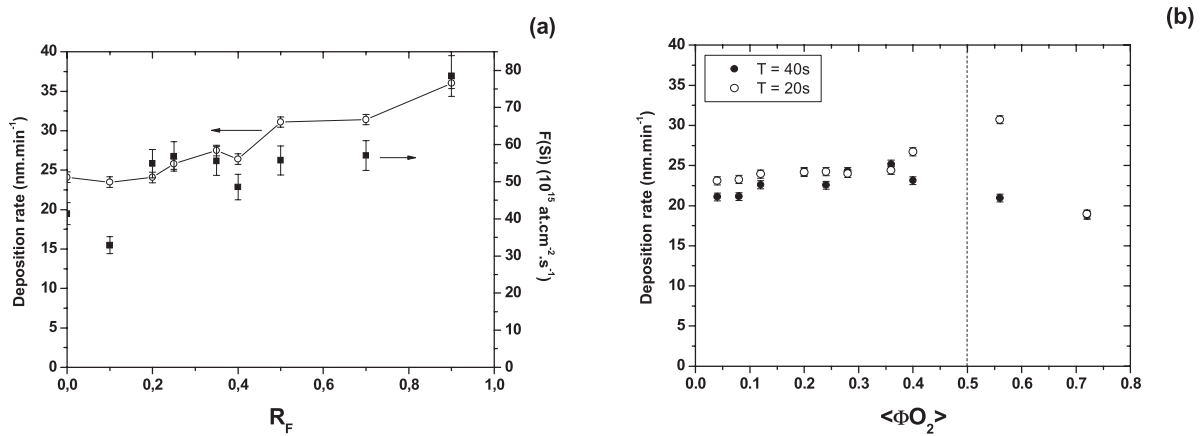 (a)
Deposition rate (nm.min-1)
40
35
30
25
20
15
10
5
0
80
70
60
50
40
30
20
10
0
F(Si) (10^15 at.cm^-2.s^-1)
0,0 0,2 0,4 0,6 0,8 1,0
R_F
(b)
Deposition rate (nm.min-1)
40
35
30
25
20
15
10
5
0
T = 40s
T = 20s
0.0 0.1 0.2 0.3 0.4 0.5 0.6 0.7 0.8
<ΦO2>